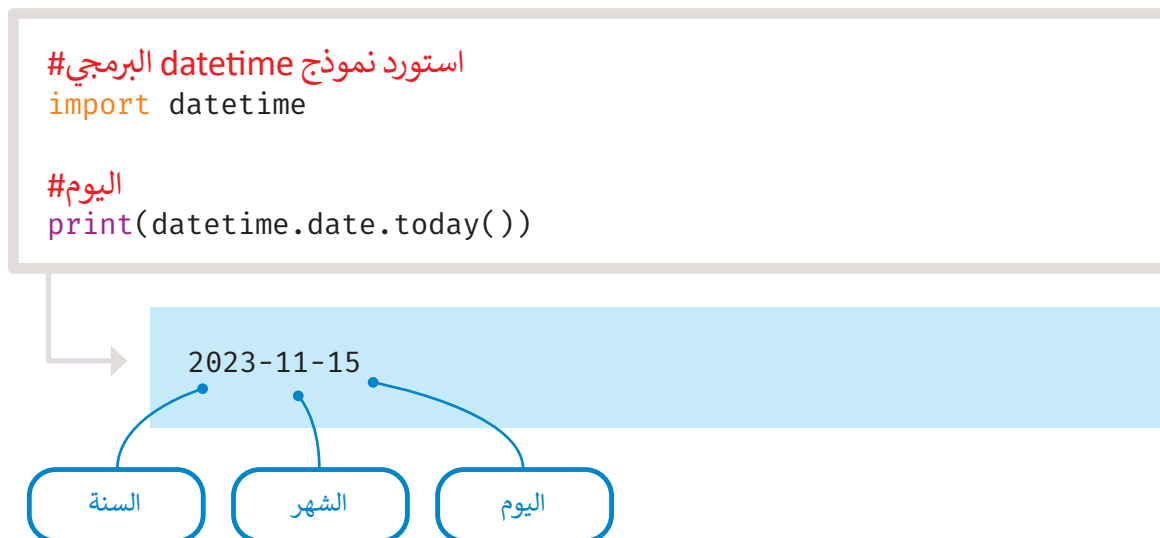 #استورد نموذج datetime البرمجي
import datetime
#اليوم
print(datetime.date.today())
2023-11-15
السنة
الشهر
اليوم